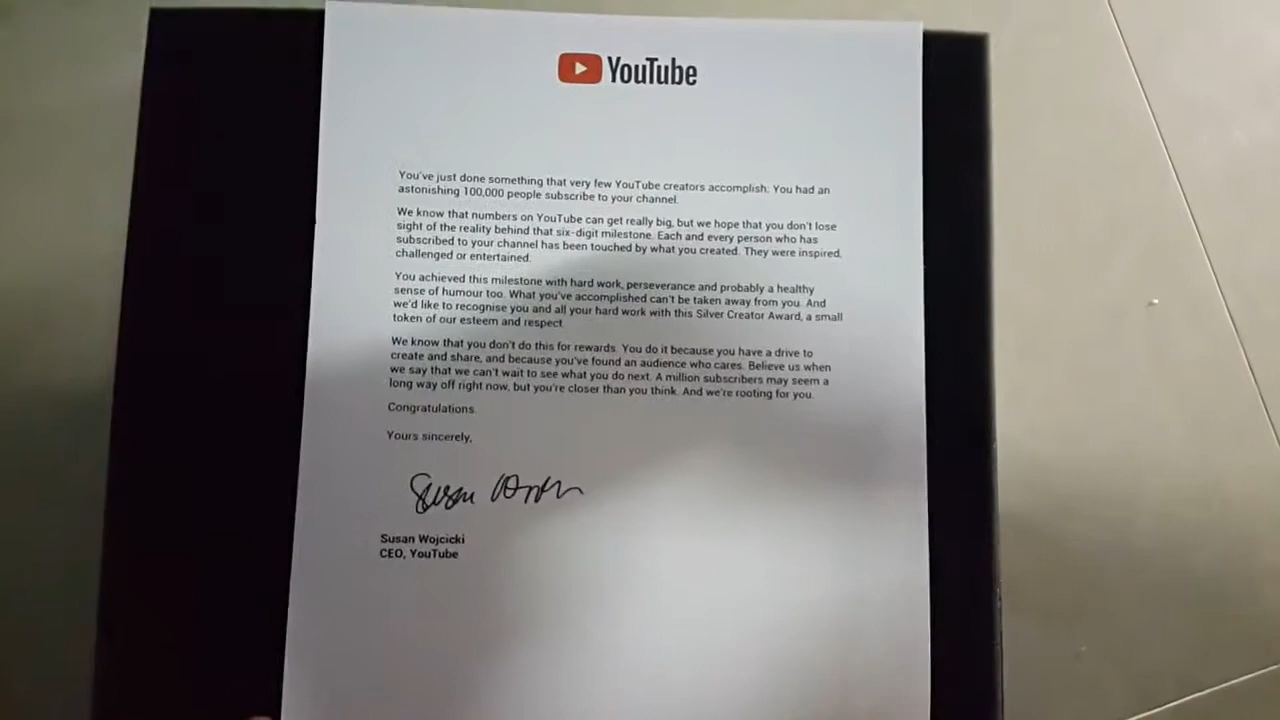 YouTube
You've just done something that very few YouTube creators accomplish: You had an
astonishing 100,000 people subscribe to your channel.
We know that numbers on YouTube can get really big, but we hope that you don't lose
sight of the reality behind that six-digit milestone. Each and every person who has
subscribed to your channel has been touched by what you created. They were inspired,
challenged or entertained.
You achieved this milestone with hard work, perseverance and probably a healthy
sense of humour too. What you've accomplished can't be taken away from you. And
we'd like to recognise you and all your hard work with this Silver Creator Award, a small
token of our esteem and respect.
We know that you don't do this for rewards. You do it because you have a drive to
create and share, and because you've found an audience who cares. Believe us when
we say that we can't wait to see what you do next. A million subscribers may seem a
long way off right now, but you're closer than you think. And we're rooting for you.
Congratulations.
Yours sincerely,
Susan Wojcicki
CEO, YouTube